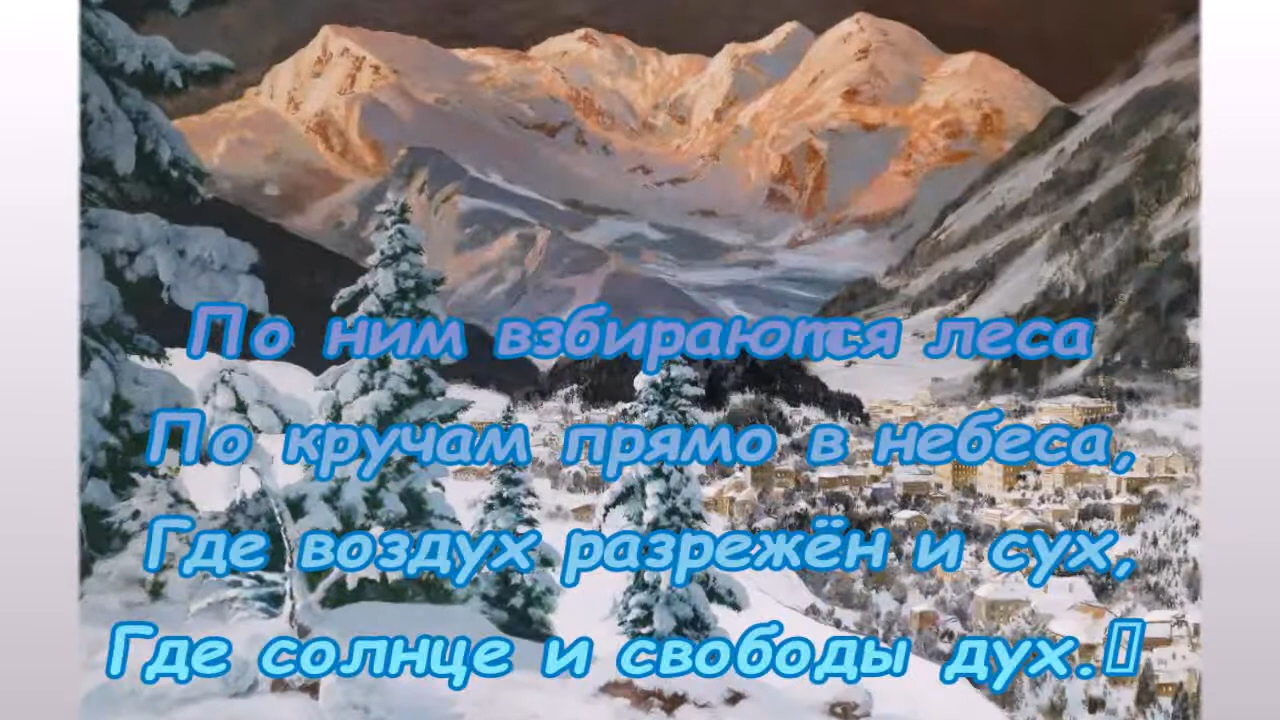 По ним взбираются леса
По кручам прямо в небеса,
Где воздух разрежён и сух,
Где солнце и свободы дух.